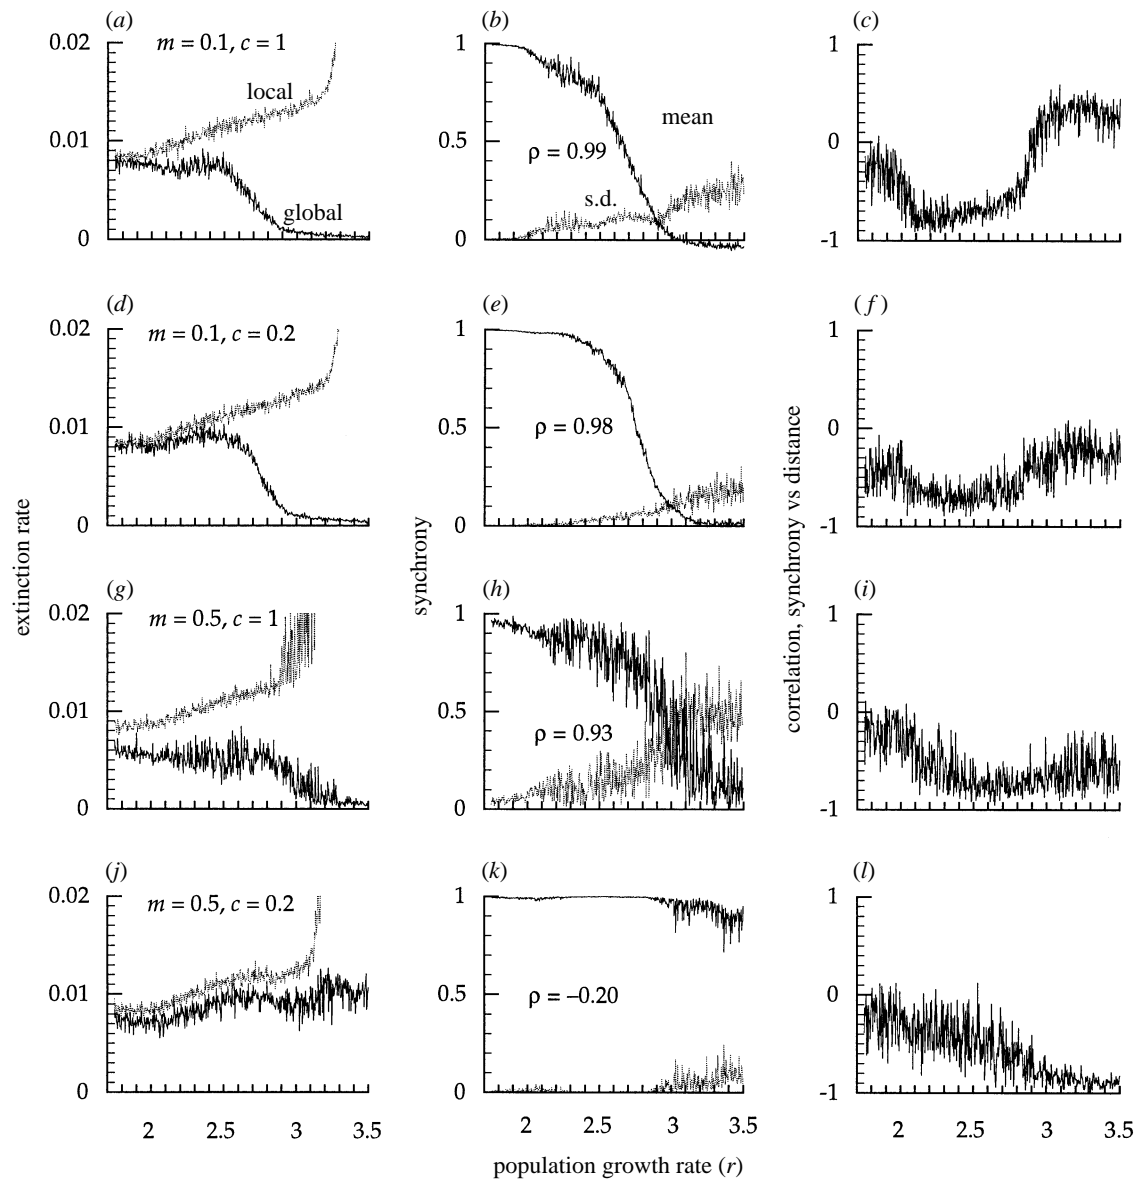 (a)
(b)
(c)
0.02
m = 0.1, c = 1
local
0.01
global
0
1
mean
0.5
ρ = 0.99
s.d.
0
1
0
-1
(d)
(e)
(f)
0.02
m = 0.1, c = 0.2
0.01
0
1
0.5
ρ = 0.98
0
1
0
-1
extinction rate
synchrony
correlation, synchrony vs distance
(g)
(h)
(i)
0.02
m = 0.5, c = 1
0.01
0
1
0.5
ρ = 0.93
0
1
0
-1
(j)
(k)
(l)
0.02
m = 0.5, c = 0.2
0.01
0
1
0.5
ρ = –0.20
0
1
0
-1
2 2.5 3 3.5
2 2.5 3 3.5
2 2.5 3 3.5
population growth rate (r)